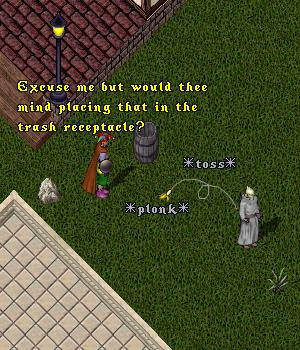 Excuse me but would thee
mind placing that in the
trash receptacle?
*toss*
*plonk*